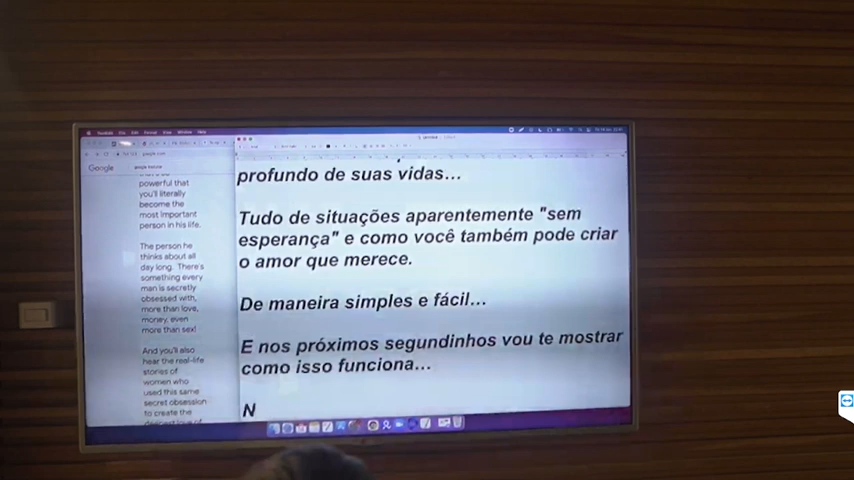 Google
powerful that
you'll literally
become the
most important
person in his life.
The person he
thinks about all
day long. There's
something every
man is secretly
obsessed with,
more than love,
money, even
more than sex!
And you'll also
hear the real-life
stories of
women who
used this same
secret obsession
to create the
profundo de suas vidas...
Tudo de situações aparentemente "sem
esperança" e como você também pode criar
o amor que merece.
De maneira simples e fácil...
E nos próximos segundinhos vou te mostrar
como isso funciona...
N